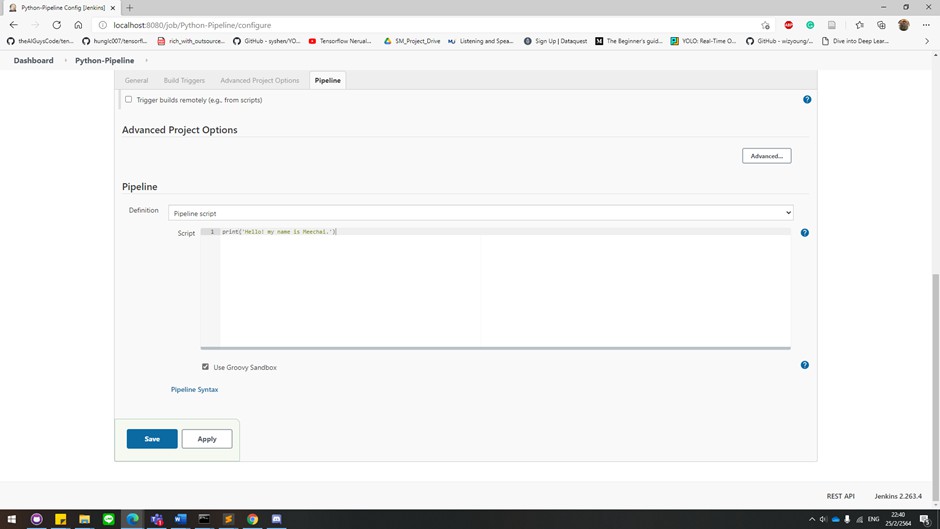 Python-Pipeline Config [Jenkins]
localhost:8080/job/Python-Pipeline/configure
theAIGuysCode/ten...
hunglc007/tensorfl...
rich_with_outsource...
GitHub - syshen/YO...
Tensorflow Nerual...
SM_Project_Drive
Listening and Spea...
Sign Up | Dataquest
The Beginner's guid...
YOLO: Real-Time O...
GitHub - wizyoung/...
Dive into Deep Lear...
Dashboard
Python-Pipeline
General
Build Triggers
Advanced Project Options
Pipeline
Trigger builds remotely (e.g., from scripts)
Advanced Project Options
Advanced...
Pipeline
Definition
Pipeline script
Script
1 print('Hello! my name is Meechai.')
Use Groovy Sandbox
Pipeline Syntax
Save
Apply
REST API
Jenkins 2.263.4
ENG
22:40
25/2/2564